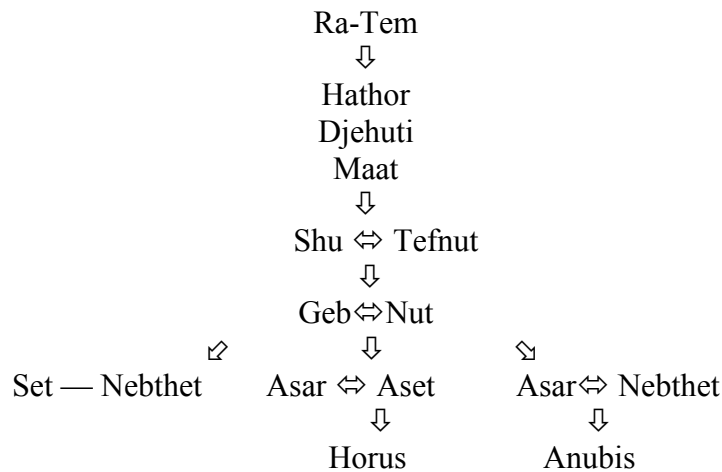 Ra-Tem
⇩
Hathor
Djehuti
Maat
⇩
Shu ⇔ Tefnut
⇩
Geb⇔Nut
⬃ ⇩ ⬂
Set — Nebthet Asar ⇔ Aset Asar⇔ Nebthet
⇩ ⇩
Horus Anubis